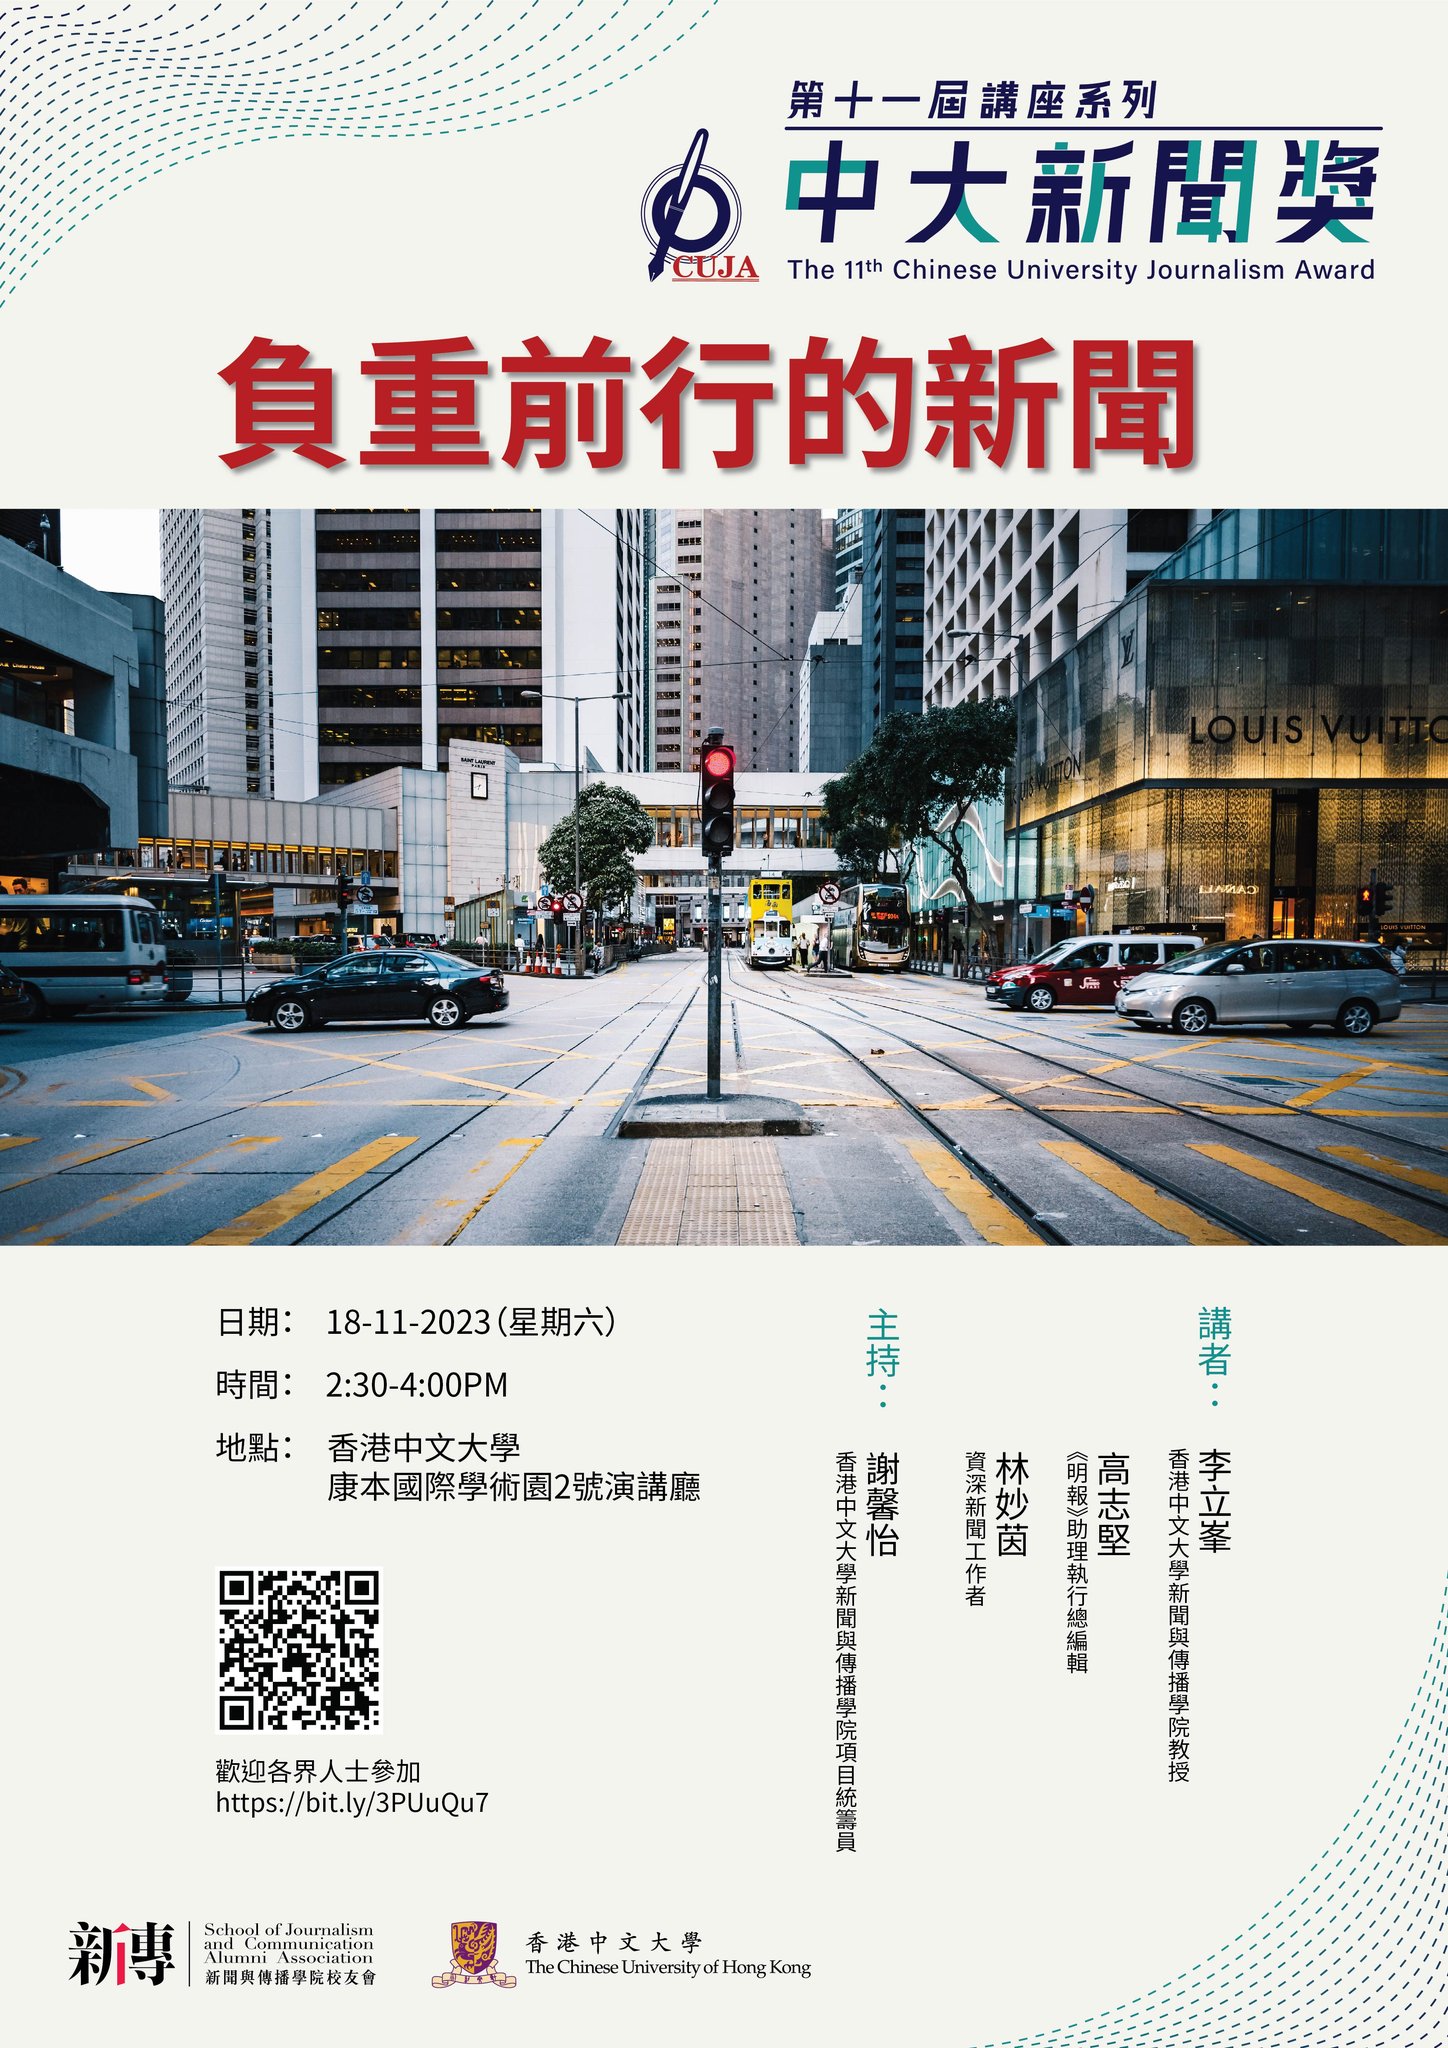 第十一屆講座系列
中大新聞獎
CUJA
The 11th Chinese University Journalism Award
負重前行的新聞
SAINT LAURENT
PARIS
LOUIS VUITTO
LOUIS VUITTON
日期： 18-11-2023（星期六）
時間： 2:30-4:00PM
地點： 香港中文大學
康本國際學術園2號演講廳
講者：
李立峯
香港中文大學新聞與傳播學院教授
高志堅
《明報》助理執行總編輯
林妙茵
資深新聞工作者
主持：
謝馨怡
香港中文大學新聞與傳播學院項目統籌員
歡迎各界人士參加
https://bit.ly/3PUuQu7
新傳
School of Journalism
and Communication
Alumni Association
新聞與傳播學院校友會
香港中文大學
The Chinese University of Hong Kong